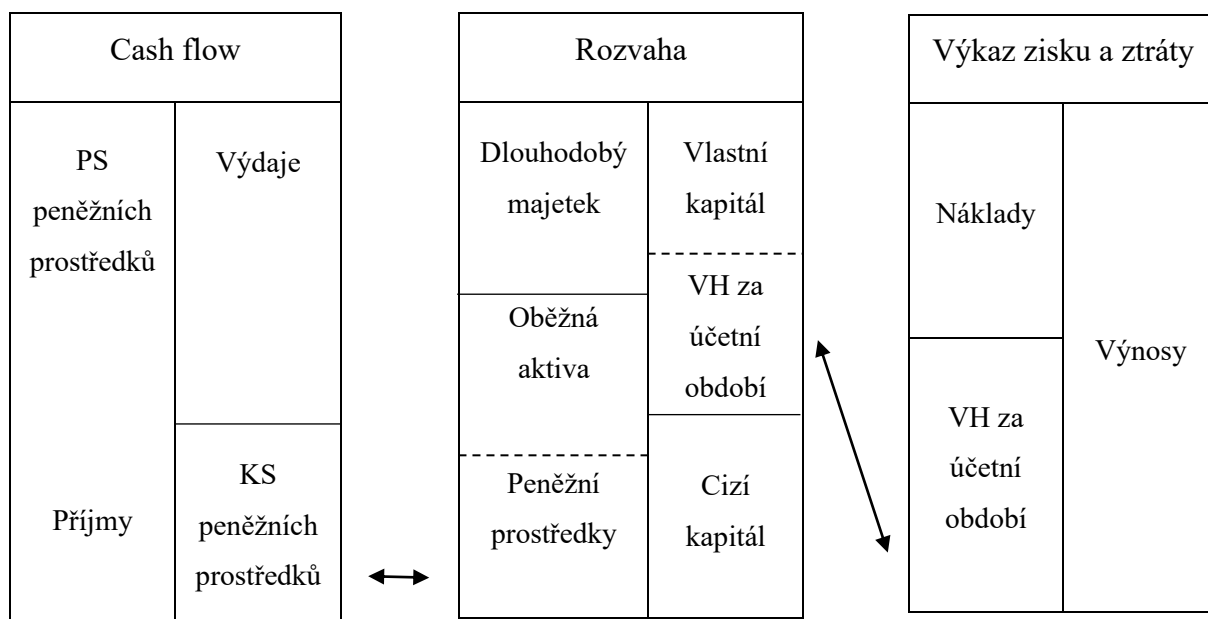 Cash flow
PS
peněžních
prostředků
Příjmy
Výdaje
KS
peněžních
prostředků
Rozvaha
Dlouhodobý
majetek
Oběžná
aktiva
Peněžní
prostředky
Vlastní
kapitál
VH za
účetní
období
Cizí
kapitál
Výkaz zisku a ztráty
Náklady
VH za
účetní
období
Výnosy